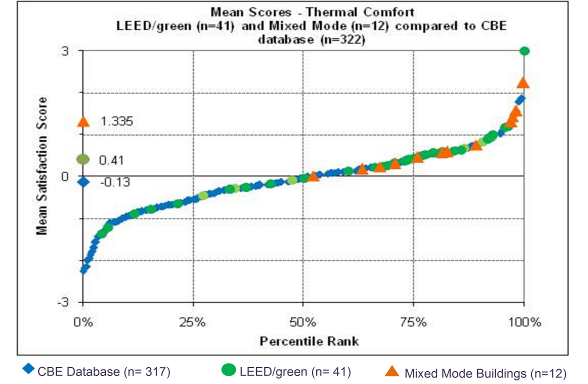 Mean Scores - Thermal Comfort
LEED/green (n=41) and Mixed Mode (n=12) compared to CBE
database (n=322)
Mean Satisfaction Score
3
1.335
0.41
0
-0.13
-3
0%
25%
50%
75%
100%
Percentile Rank
CBE Database (n= 317)
LEED/green (n= 41)
Mixed Mode Buildings (n=12)